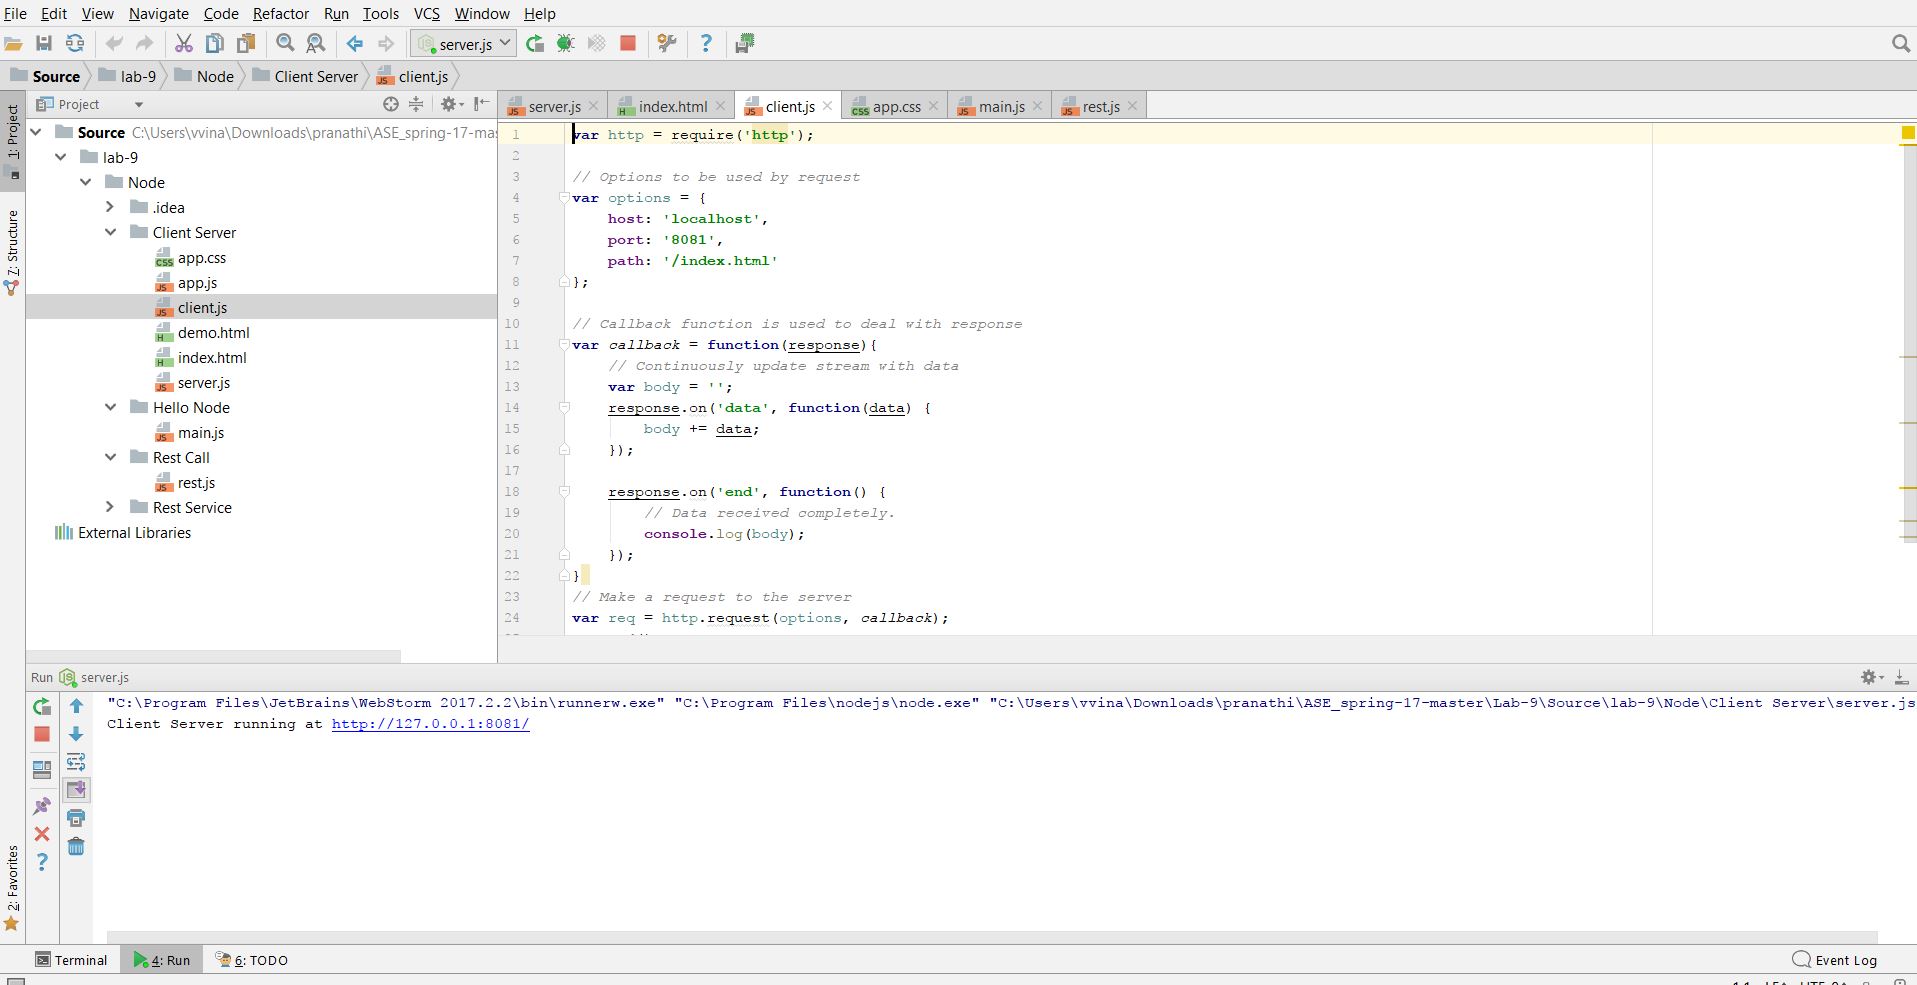 File Edit View Navigate Code Refactor Run Tools VCS Window Help
server.js
Source lab-9 Node Client Server client.js
Project
server.js index.html client.js app.css main.js rest.js
1: Project
7: Structure
2: Favorites
Source C:\Users\vvina\Downloads\pranathi\ASE_spring-17-mas
lab-9
Node
.idea
Client Server
app.css
app.js
client.js
demo.html
index.html
server.js
Hello Node
main.js
Rest Call
rest.js
Rest Service
External Libraries
1 var http = require('http');
2
3 // Options to be used by request
4 var options = {
5 host: 'localhost',
6 port: '8081',
7 path: '/index.html'
8 };
9
10 // Callback function is used to deal with response
11 var callback = function(response){
12 // Continuously update stream with data
13 var body = '';
14 response.on('data', function(data) {
15 body += data;
16 });
17
18 response.on('end', function() {
19 // Data received completely.
20 console.log(body);
21 });
22 }
23 // Make a request to the server
24 var req = http.request(options, callback);
Run server.js
"C:\Program Files\JetBrains\WebStorm 2017.2.2\bin\runnerw.exe" "C:\Program Files\nodejs\node.exe" "C:\Users\vvina\Downloads\pranathi\ASE_spring-17-master\Lab-9\Source\lab-9\Node\Client Server\server.js
Client Server running at http://127.0.0.1:8081/
Terminal 4: Run 6: TODO Event Log